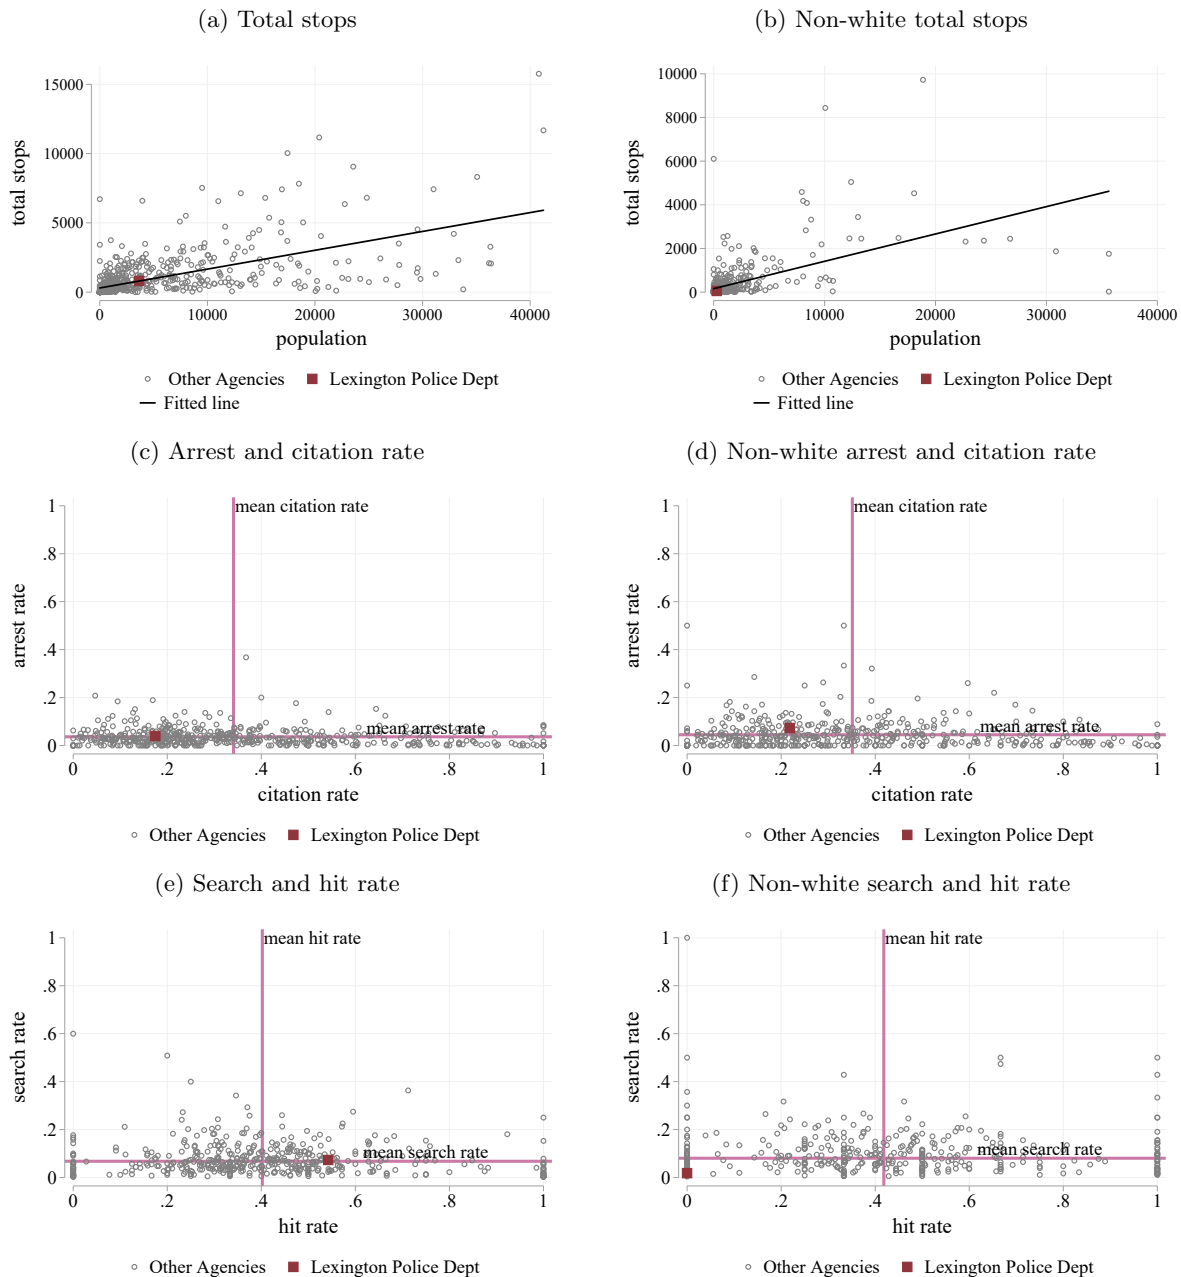 (a) Total stops
(b) Non-white total stops
15000
10000
5000
0
total stops
0 10000 20000 30000 40000
population
Other Agencies Lexington Police Dept
Fitted line
10000
8000
6000
4000
2000
0
total stops
0 10000 20000 30000 40000
population
Other Agencies Lexington Police Dept
Fitted line
(c) Arrest and citation rate
(d) Non-white arrest and citation rate
1
.8
.6
.4
.2
0
arrest rate
mean citation rate
mean arrest rate
0 .2 .4 .6 .8 1
citation rate
Other Agencies Lexington Police Dept
1
.8
.6
.4
.2
0
arrest rate
mean citation rate
mean arrest rate
0 .2 .4 .6 .8 1
citation rate
Other Agencies Lexington Police Dept
(e) Search and hit rate
(f) Non-white search and hit rate
1
.8
.6
.4
.2
0
search rate
mean hit rate
mean search rate
0 .2 .4 .6 .8 1
hit rate
Other Agencies Lexington Police Dept
1
.8
.6
.4
.2
0
search rate
mean hit rate
mean search rate
0 .2 .4 .6 .8 1
hit rate
Other Agencies Lexington Police Dept